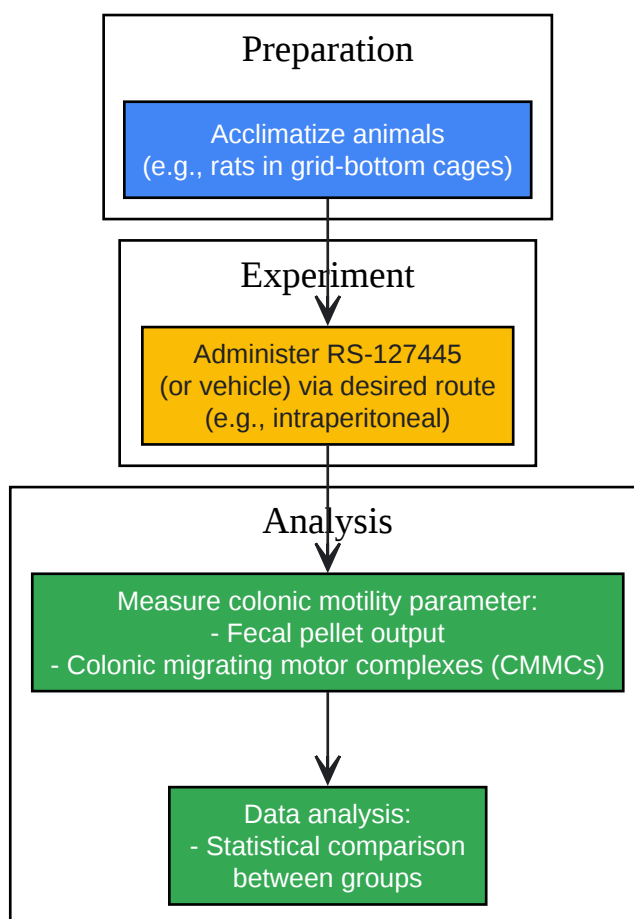 Preparation
Acclimatize animals
(e.g., rats in grid-bottom cages)
Experiment
Administer RS-127445
(or vehicle) via desired route
(e.g., intraperitoneal)
Analysis
Measure colonic motility parameter:
- Fecal pellet output
- Colonic migrating motor complexes (CMMCs)
Data analysis:
- Statistical comparison
between groups